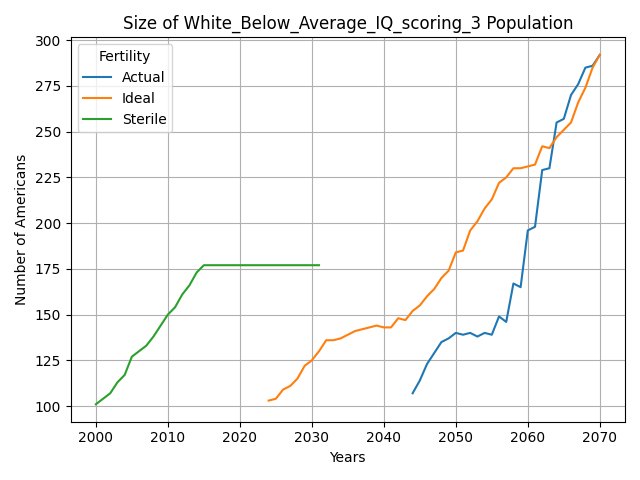 Size of White_Below_Average_IQ_scoring_3 Population
300
275
250
225
200
175
150
125
100
Number of Americans
Fertility
Actual
Ideal
Sterile
2000 2010 2020 2030 2040 2050 2060 2070
Years